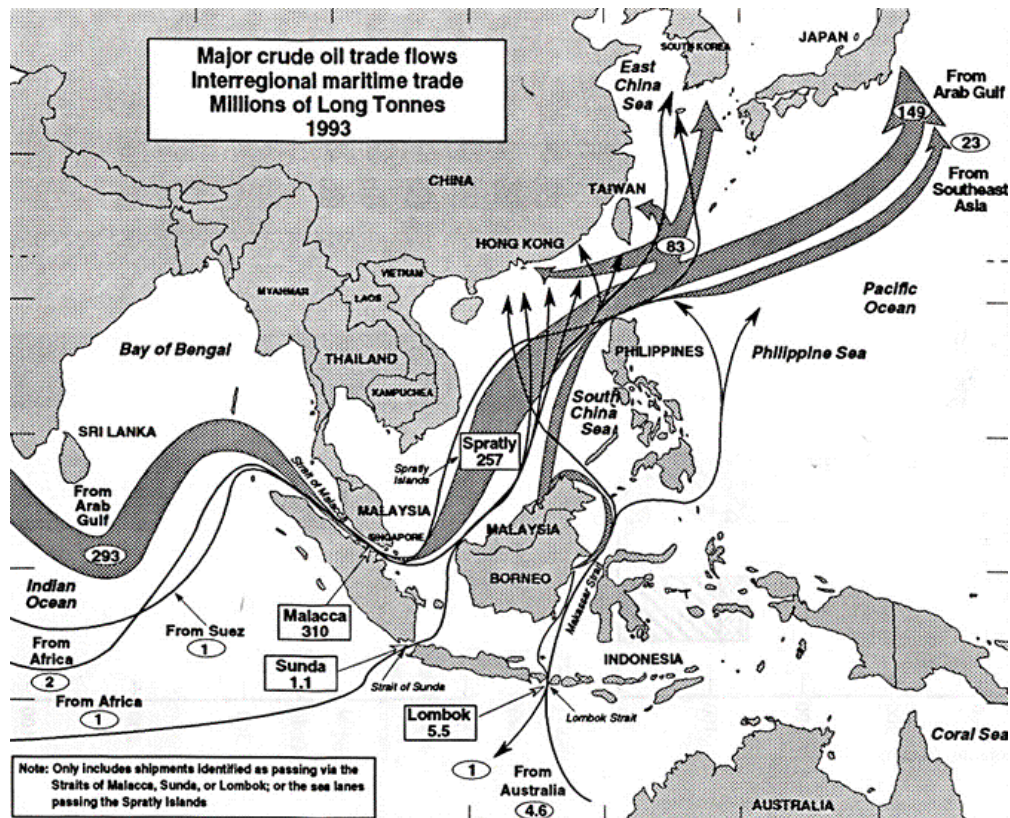 Major crude oil trade flows
Interregional maritime trade
Millions of Long Tonnes
1993
SOUTH KOREA
JAPAN
East
China
Sea
From
Arab Gulf
149
23
From
Southeast
Asia
CHINA
TAIWAN
HONG KONG
83
VIETNAM
MYANMAR
LAOS
Pacific
Ocean
Bay of Bengal
THAILAND
PHILIPPINES
Philippine Sea
KAMPUCHEA
South
China
Sea
SRI LANKA
Spratly
257
Spratly
Islands
Strait of Malacca
From
Arab
Gulf
MALAYSIA
SINGAPORE
MALAYSIA
293
BORNEO
Makassar Strait
Indian
Ocean
Malacca
310
From Suez
1
From
Africa
2
Sunda
1.1
INDONESIA
Strait of Sunda
From Africa
1
Lombok
5.5
Lombok Strait
Coral Sea
1
From
Australia
4.6
AUSTRALIA
Note: Only includes shipments identified as passing via the
Straits of Malacca, Sunda, or Lombok; or the sea lanes
passing the Spratly Islands